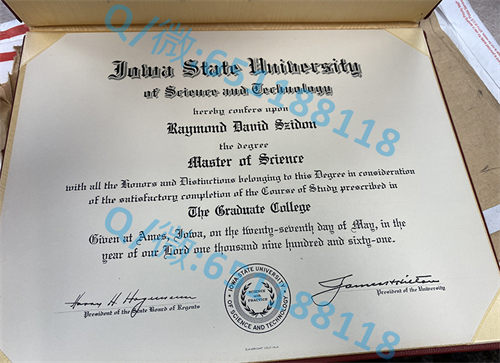 Iowa State University
of Science and Technology
hereby confers upon
Raymond David Szidon
the degree
Master of Science
with all the Honors and Distinctions belonging to this Degree in consideration
of the satisfactory completion of the Course of Study prescribed in
The Graduate College
Given at Ames, Iowa, on the twenty-seventh day of May, in the
year of our Lord one thousand nine hundred and sixty-one.
President of the State Board of Regents
IOWA STATE UNIVERSITY
OF SCIENCE AND TECHNOLOGY
SCIENCE
WITH
PRACTICE
President of the University
Q/微:657188118
Q/微:657188118